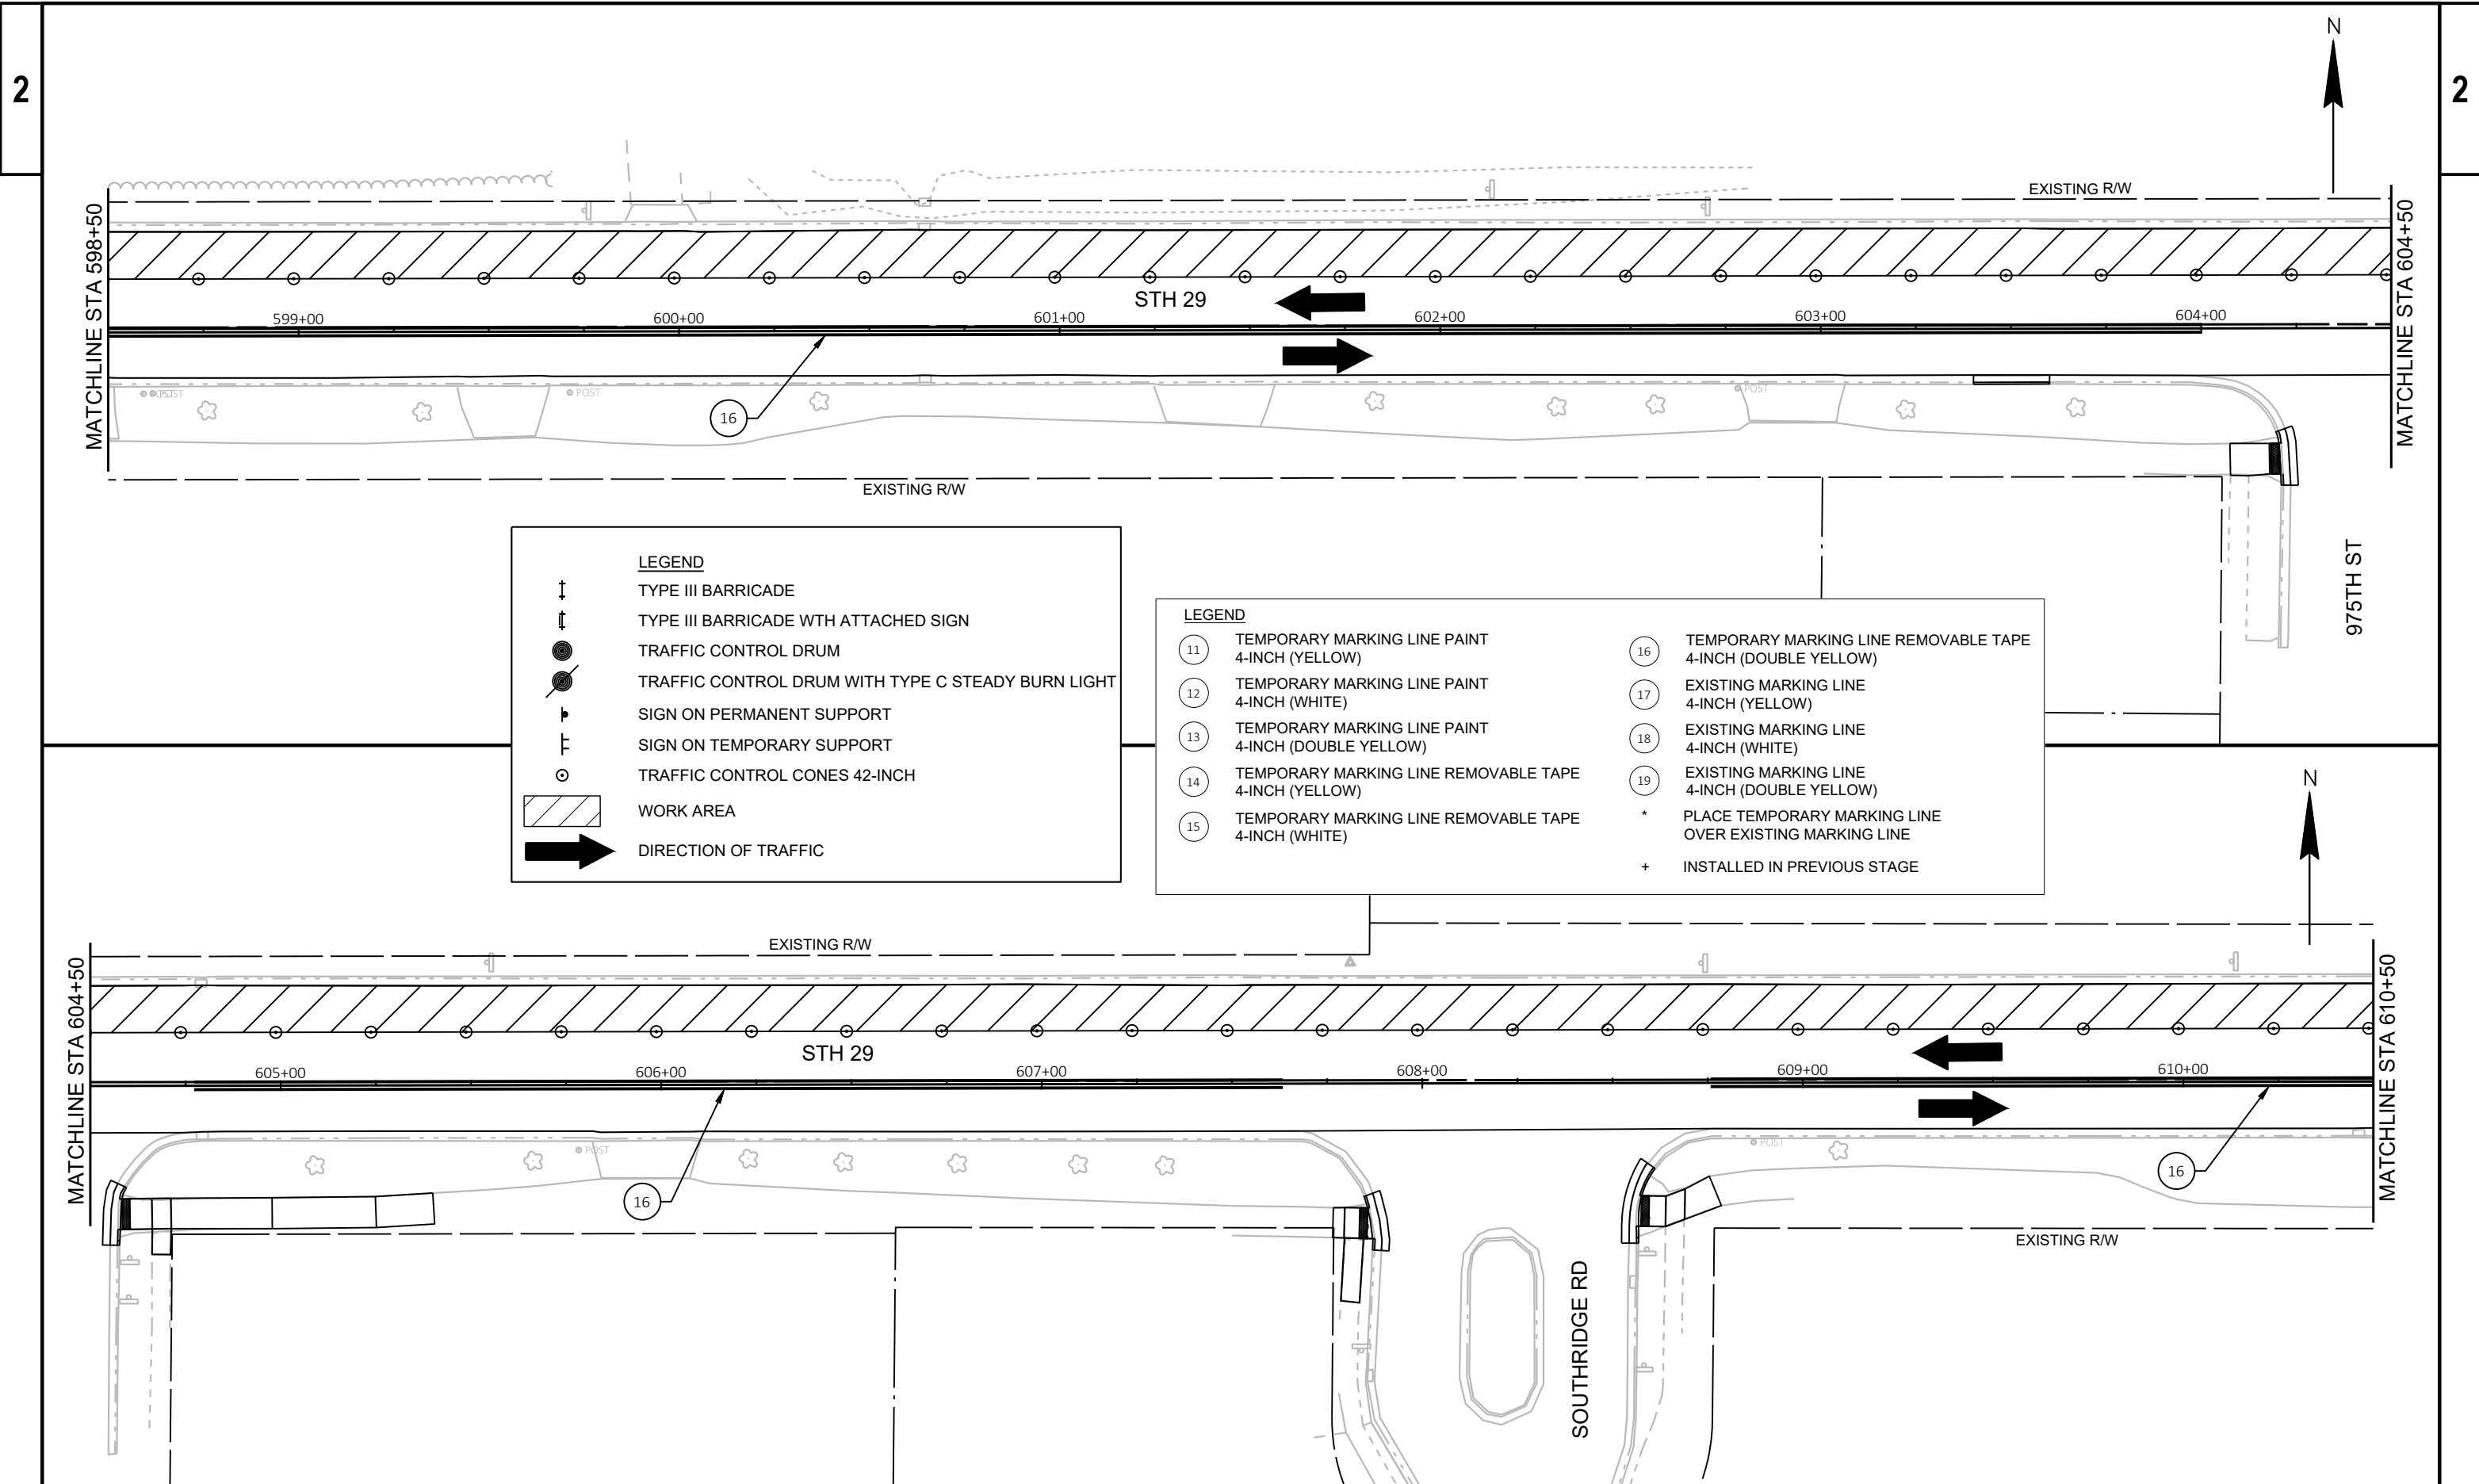 2
2
N
EXISTING R/W
MATCHLINE STA 598+50
MATCHLINE STA 604+50
STH 29
599+00
600+00
601+00
602+00
603+00
604+00
POST
POST
POST
16
EXISTING R/W
975TH ST
LEGEND
TYPE III BARRICADE
TYPE III BARRICADE WTH ATTACHED SIGN
TRAFFIC CONTROL DRUM
TRAFFIC CONTROL DRUM WITH TYPE C STEADY BURN LIGHT
SIGN ON PERMANENT SUPPORT
SIGN ON TEMPORARY SUPPORT
TRAFFIC CONTROL CONES 42-INCH
WORK AREA
DIRECTION OF TRAFFIC
LEGEND
11 TEMPORARY MARKING LINE PAINT
4-INCH (YELLOW)
12 TEMPORARY MARKING LINE PAINT
4-INCH (WHITE)
13 TEMPORARY MARKING LINE PAINT
4-INCH (DOUBLE YELLOW)
14 TEMPORARY MARKING LINE REMOVABLE TAPE
4-INCH (YELLOW)
15 TEMPORARY MARKING LINE REMOVABLE TAPE
4-INCH (WHITE)
16 TEMPORARY MARKING LINE REMOVABLE TAPE
4-INCH (DOUBLE YELLOW)
17 EXISTING MARKING LINE
4-INCH (YELLOW)
18 EXISTING MARKING LINE
4-INCH (WHITE)
19 EXISTING MARKING LINE
4-INCH (DOUBLE YELLOW)
* PLACE TEMPORARY MARKING LINE
OVER EXISTING MARKING LINE
+ INSTALLED IN PREVIOUS STAGE
N
EXISTING R/W
MATCHLINE STA 604+50
MATCHLINE STA 610+50
STH 29
605+00
606+00
607+00
608+00
609+00
610+00
POST
POST
16
16
EXISTING R/W
SOUTHRIDGE RD